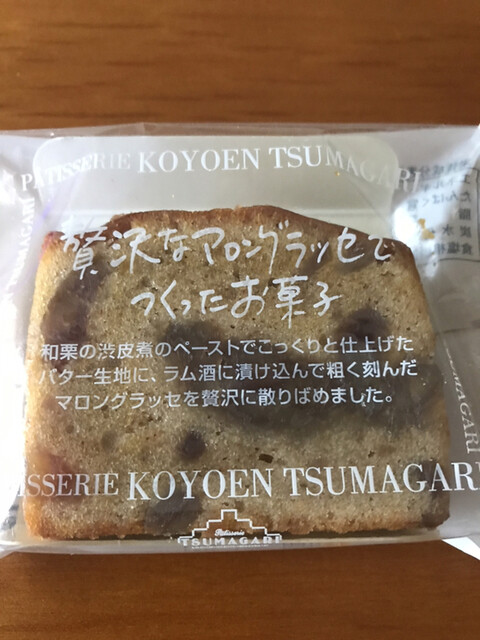 PATISSERIE KOYOEN TSUMAGARI
贅沢なマロングラッセで
つくったお菓子
和栗の渋皮煮のペーストでこっくりと仕上げた
バター生地に、ラム酒に漬け込んで粗く刻んだ
マロングラッセを贅沢に散りばめました。
ISSERIE KOYOEN TSUMAGARI
Patisserie
TSUMAGARI